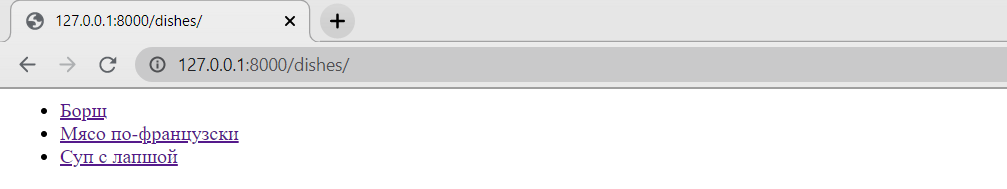 127.0.0.1:8000/dishes/
127.0.0.1:8000/dishes/
Борщ
Мясо по-французски
Суп с лапшой